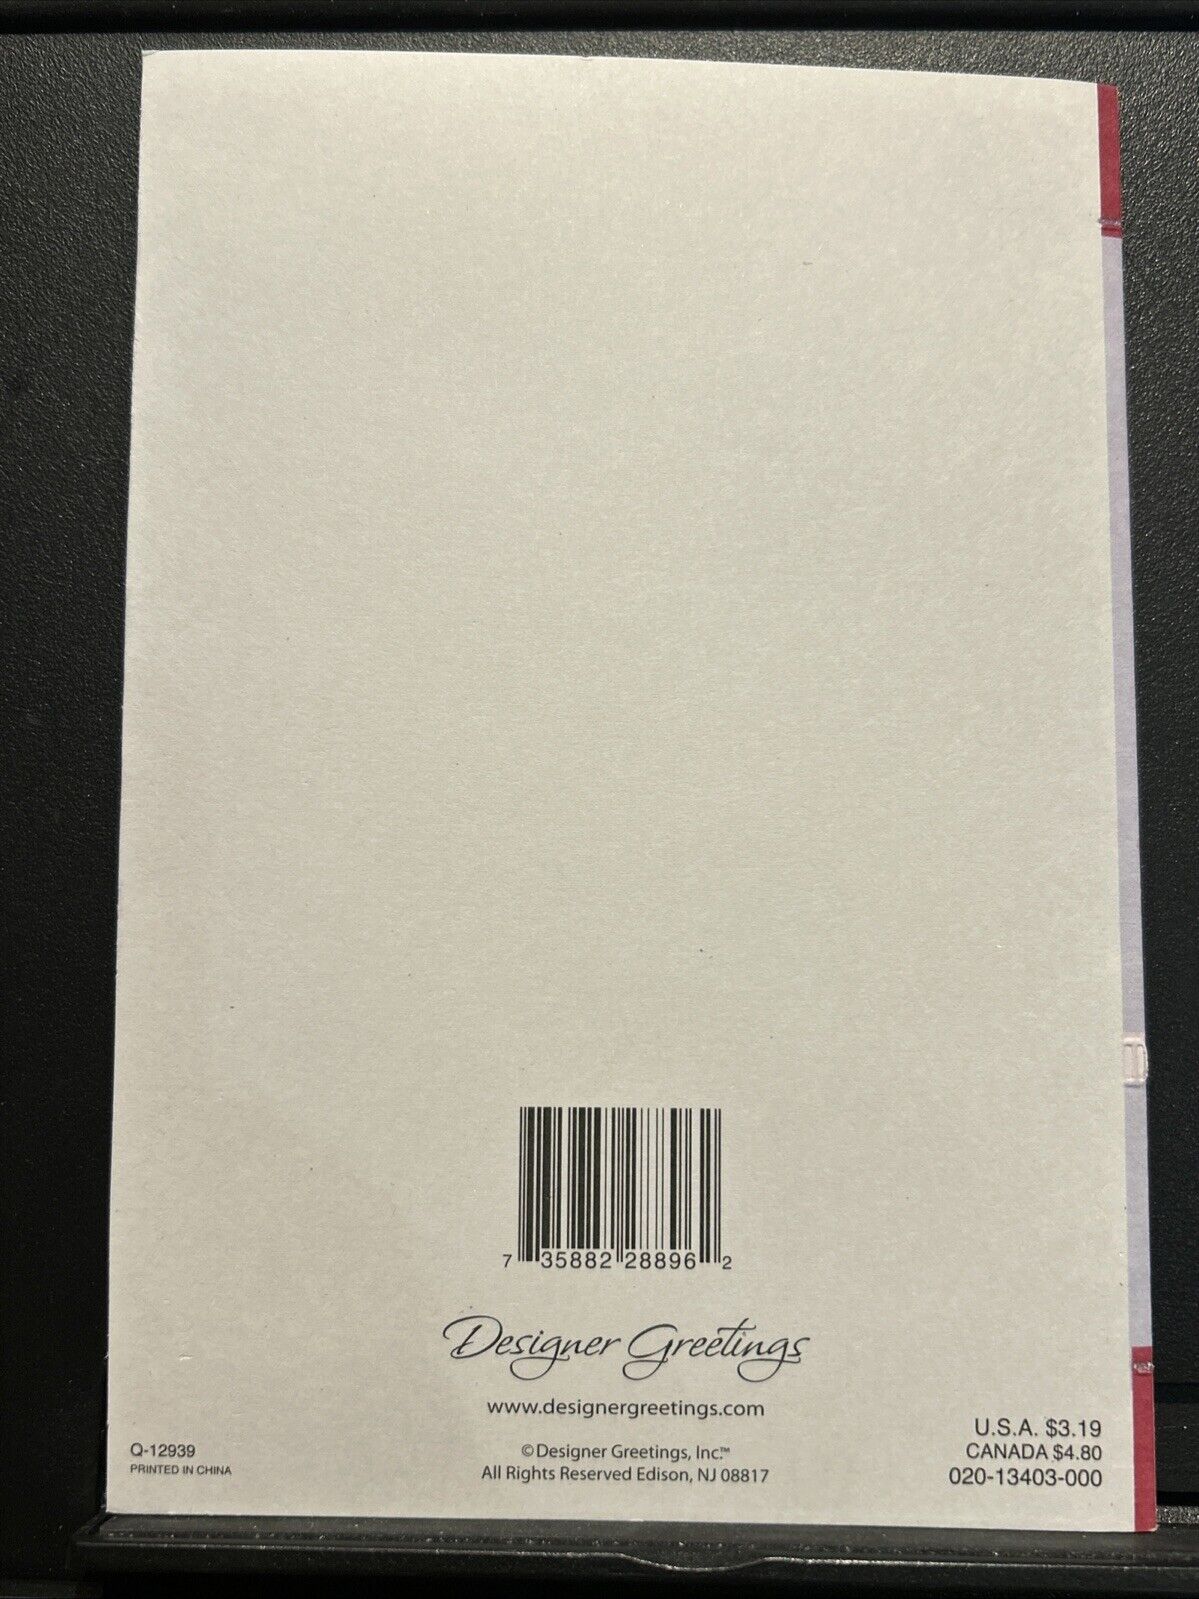 7 35882 28896 2
Designer Greetings
www.designergreetings.com
©Designer Greetings, Inc.™
All Rights Reserved Edison, NJ 08817
Q-12939
PRINTED IN CHINA
U.S.A. $3.19
CANADA $4.80
020-13403-000